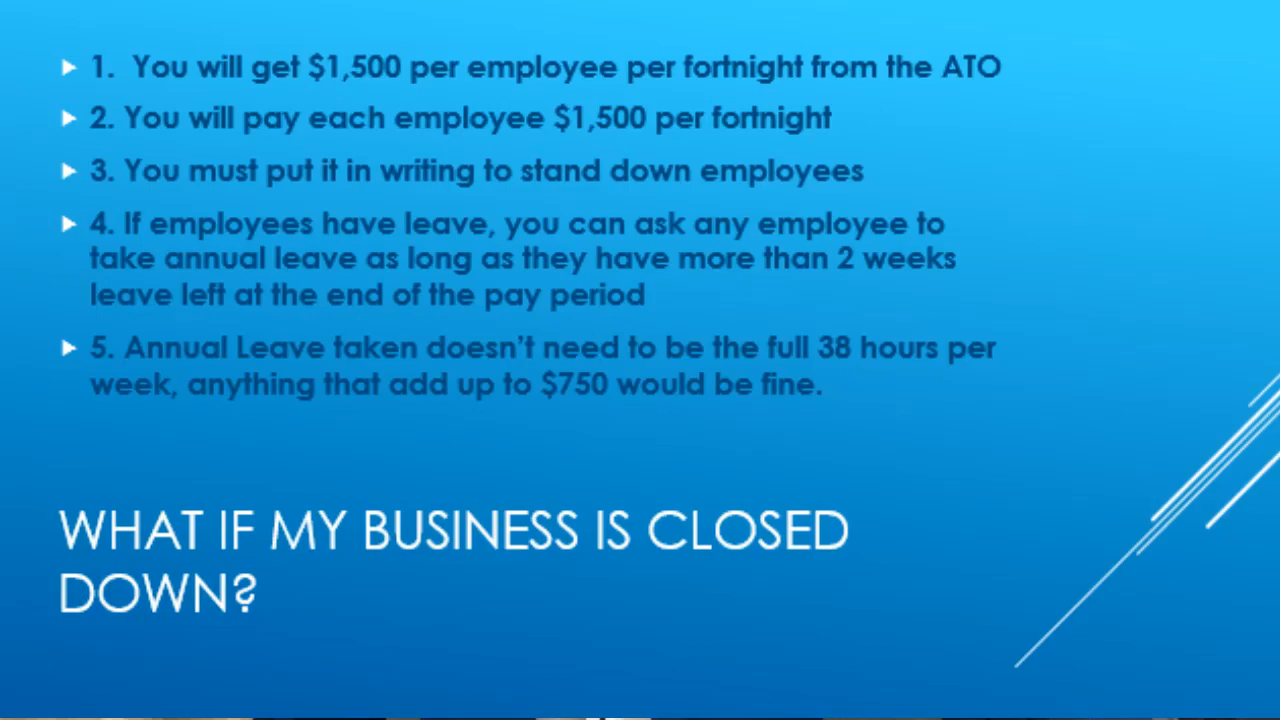 1. You will get $1,500 per employee per fortnight from the ATO
2. You will pay each employee $1,500 per fortnight
3. You must put it in writing to stand down employees
4. If employees have leave, you can ask any employee to
take annual leave as long as they have more than 2 weeks
leave left at the end of the pay period
5. Annual Leave taken doesn't need to be the full 38 hours per
week, anything that add up to $750 would be fine.
WHAT IF MY BUSINESS IS CLOSED
DOWN?